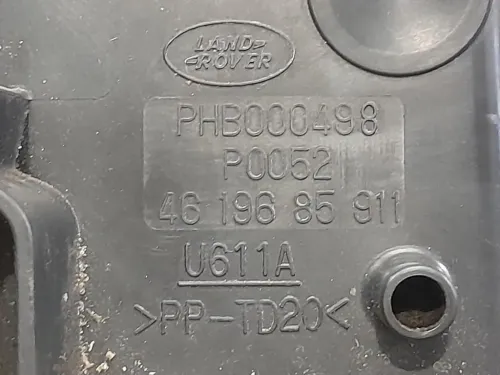 LAND-
-ROVER
PHB000498
P0052
46 196 85 911
U611A
>PP-TD20<